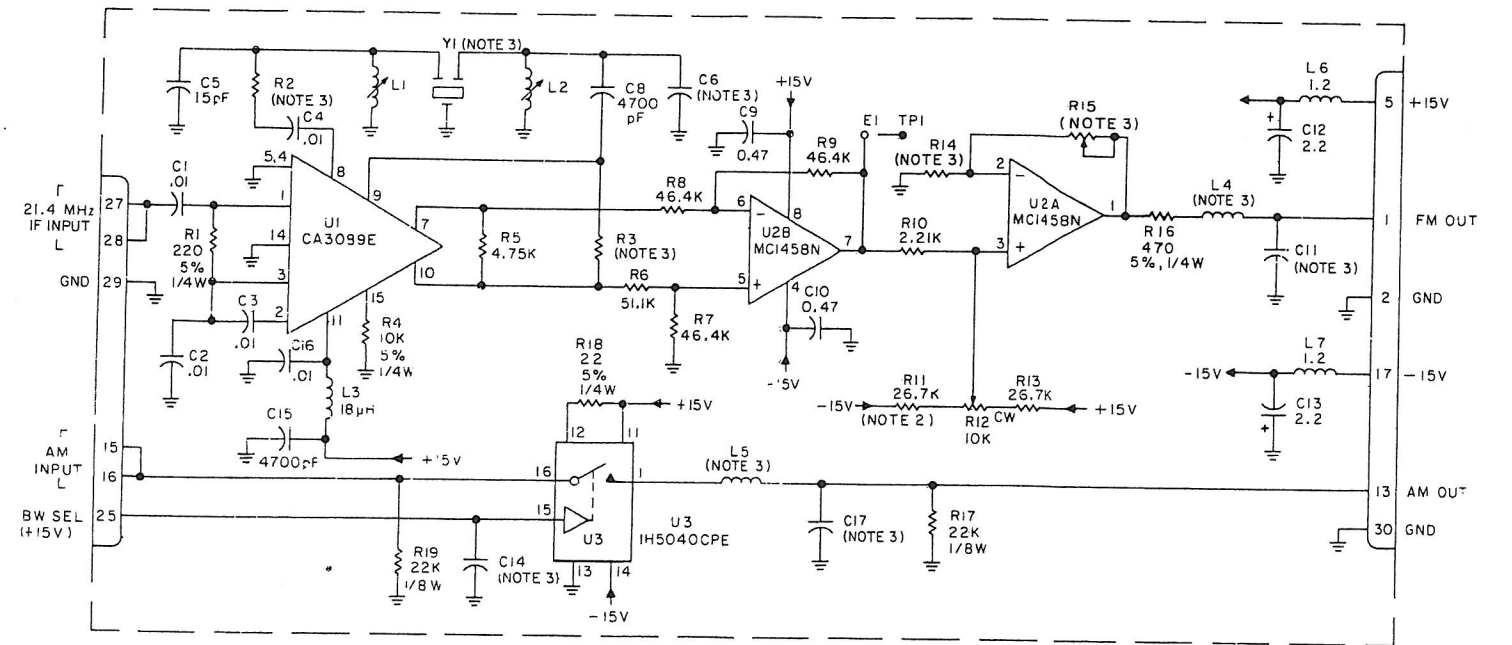 Y1 (NOTE 3)
C5
15pF
R2
(NOTE 3)
L1
L2
C4
.01
C8
4700
pF
C6
(NOTE 3)
+15V
C9
0.47
E1 TP1
R9
46.4K
R14
(NOTE 3)
R15
(NOTE 3)
L6
1.2
5 +15V
C12
+
2.2
5,4
8
9
C1
.01
27
21.4 MHz
IF INPUT
28
1
R1
220
5%
1/4W
14
3
2
U1
CA3099E
7
10
15
11
R5
4.75K
R8
46.4K
R3
(NOTE 3)
R6
51.1K
R7
46.4K
6
−
8
U2B
MC1458N
7
5
+
4
R10
2.21K
2
−
U2A
MC1458N
1
3
+
R16
470
5%, 1/4W
L4
(NOTE 3)
C11
(NOTE 3)
1 FM OUT
2 GND
GND 29
C3
.01
C2
.01
C16
.01
R4
10K
5%
1/4W
C10
0.47
-15V
L3
18μH
C15
4700pF
+15V
R18
22
5%
1/4W
+15V
12
11
-15V
R11
26.7K
(NOTE 2)
R12
10K
CW
R13
26.7K
+15V
L7
1.2
-15V
17 -15V
C13
2.2
+
15
AM
INPUT
16
16
1
L5
(NOTE 3)
13 AM OUT
BW SEL
(+15V)
25
15
U3
U3
IH5040CPE
13
14
-15V
R19
22K
1/8W
C14
(NOTE 3)
C17
(NOTE 3)
R17
22K
1/8W
30 GND